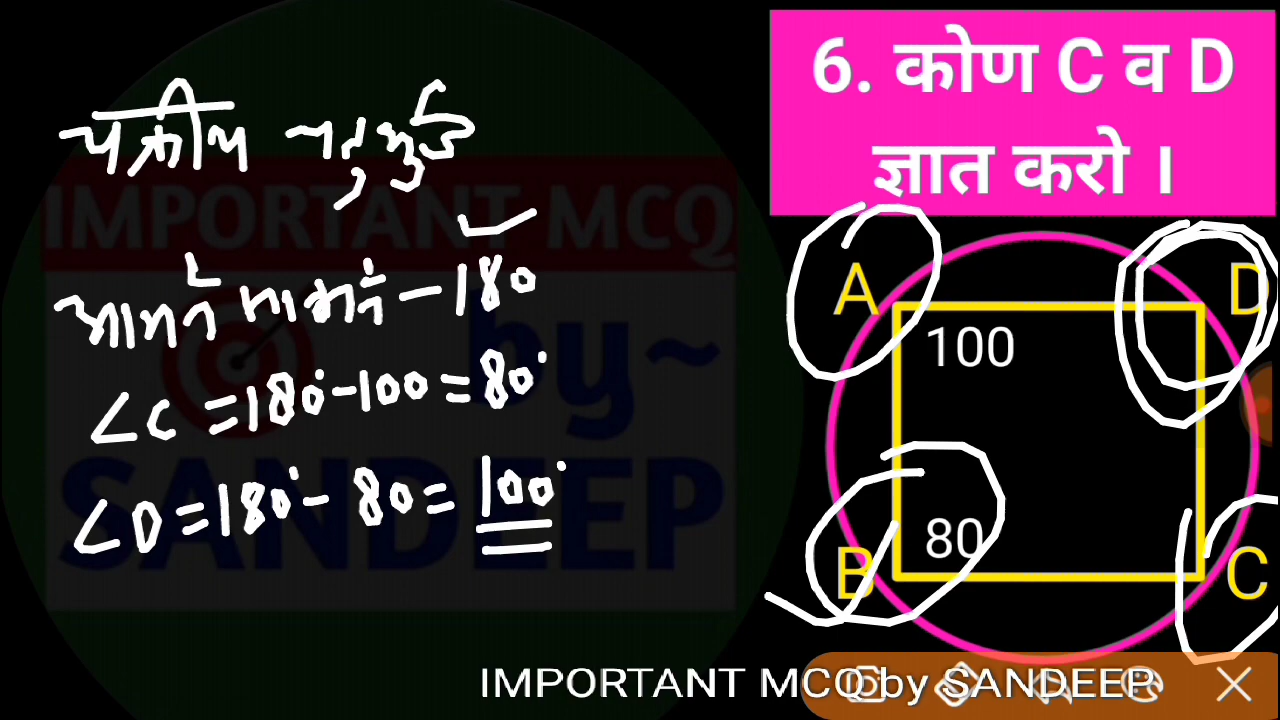 6. कोण C व D
ज्ञात करो ।
चक्रीय चतुर्भुज
आमने सामने - 180
∠C = 180° - 100 = 80°
∠D = 180° - 80 = 100°
A
D
100
80
B
C
IMPORTANT MCQ
by~
SANDEEP
IMPORTANT MCQ by SANDEEP